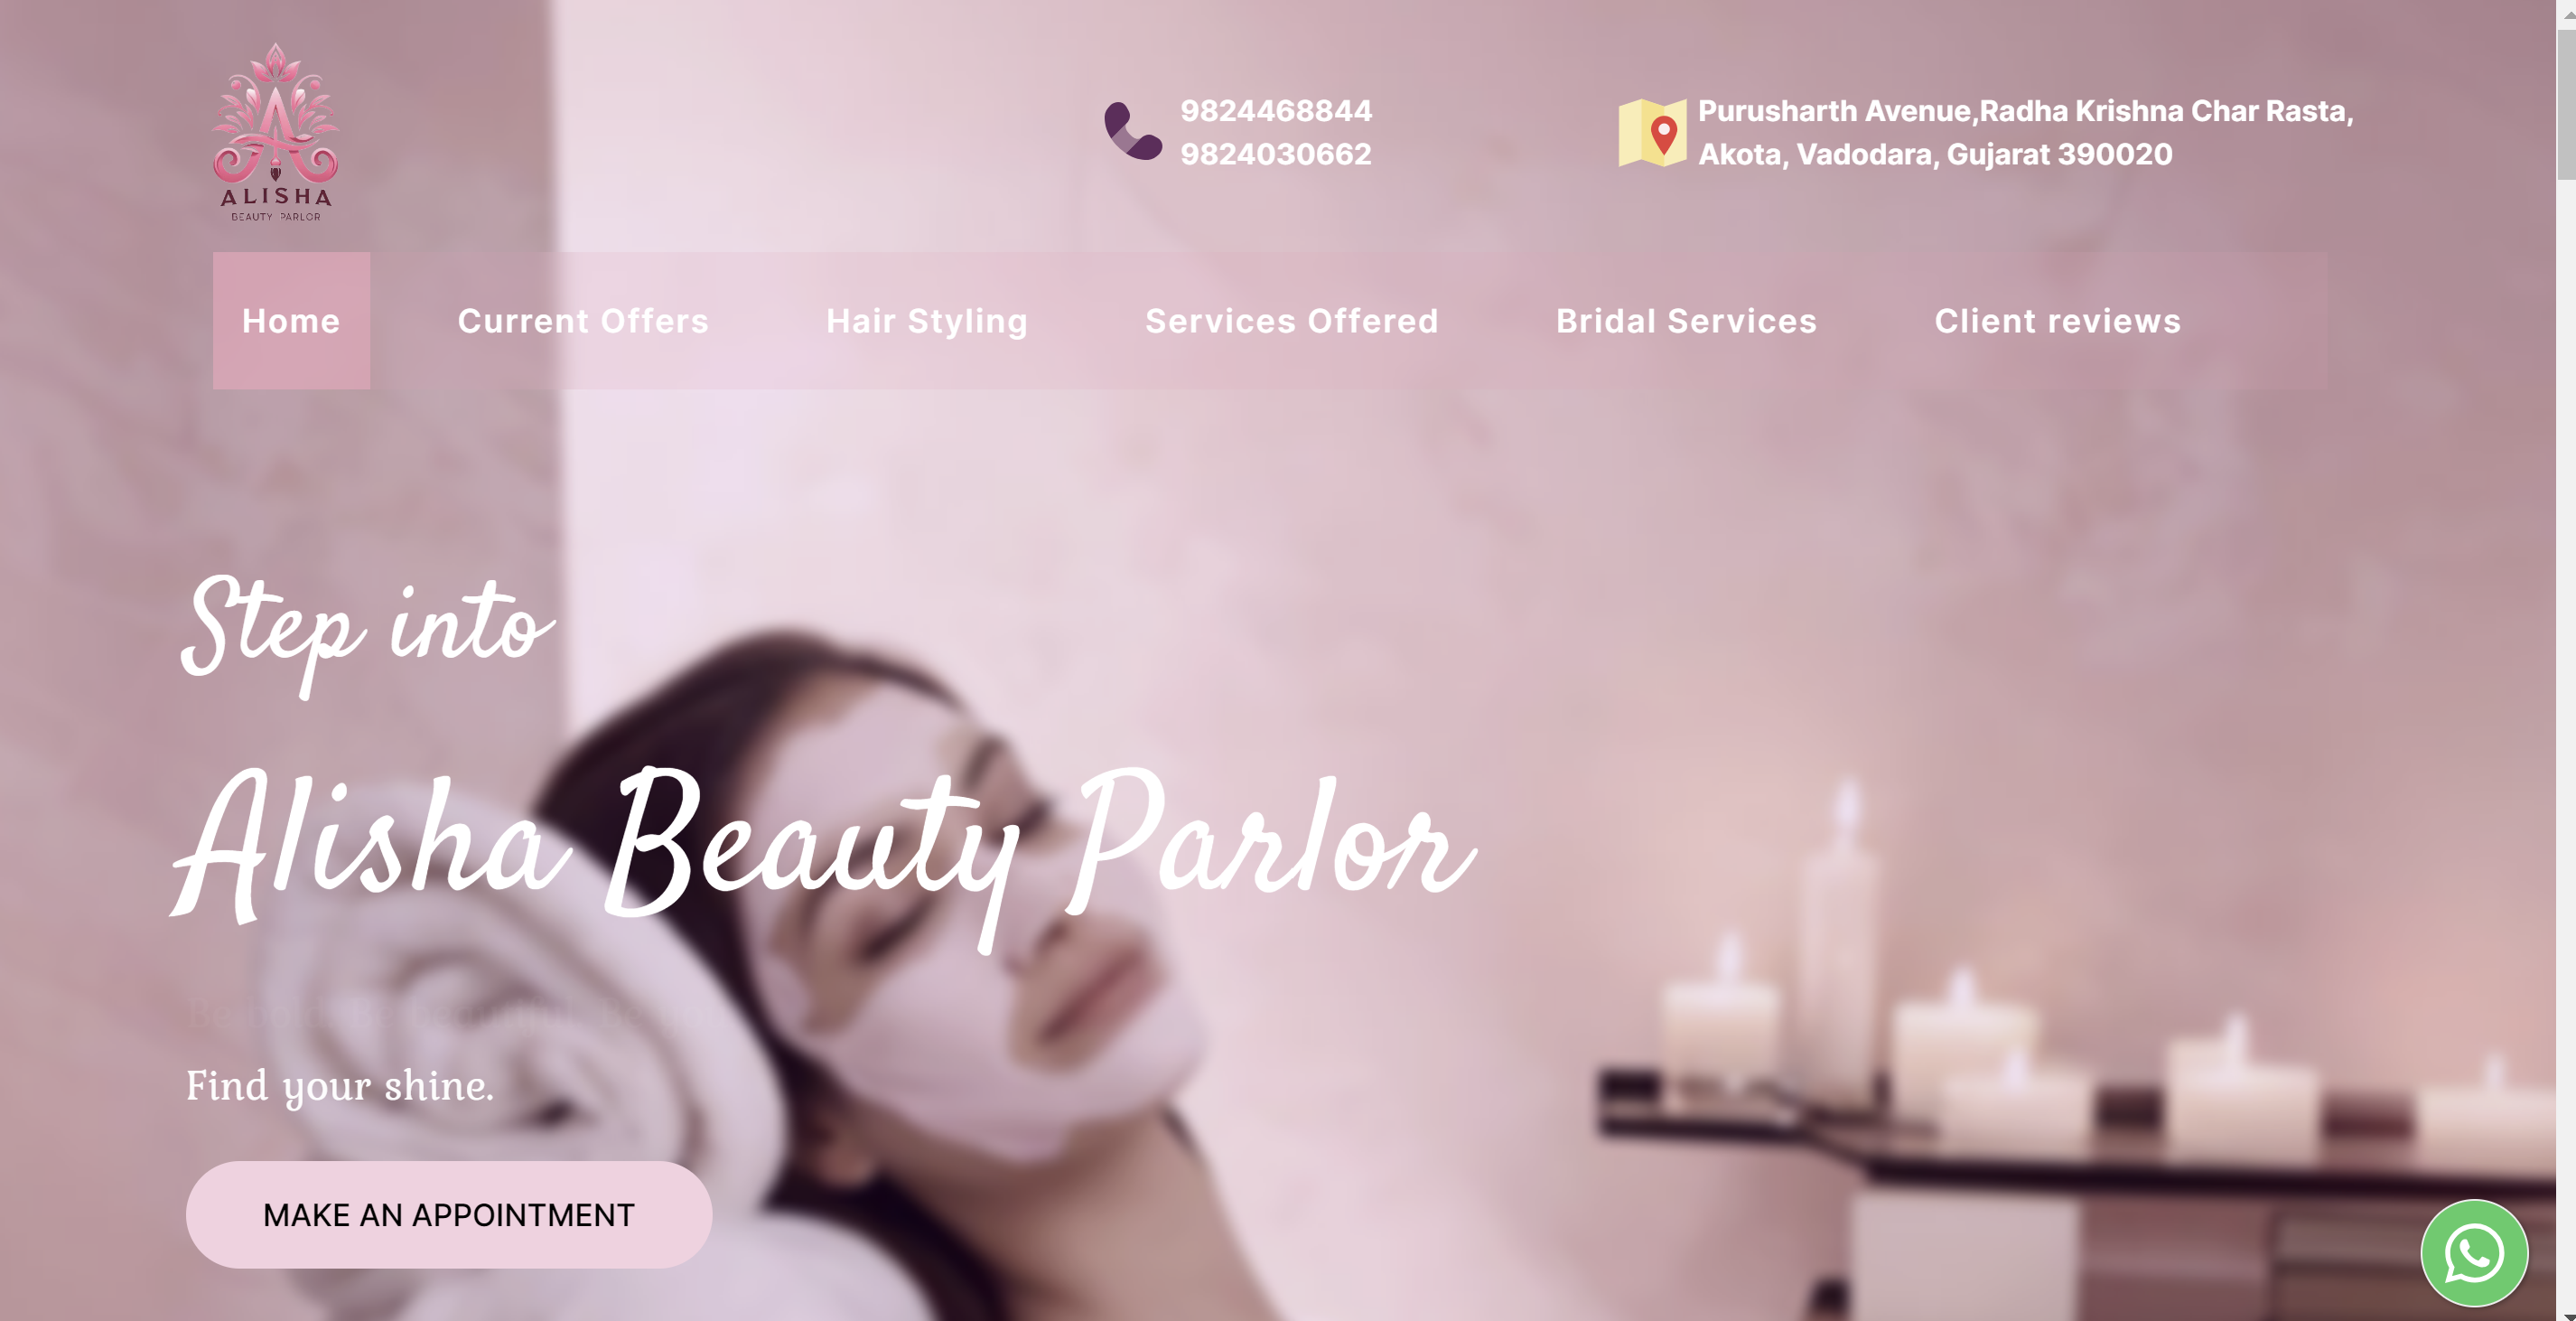 ALISHA
BEAUTY PARLOR
9824468844
9824030662
Purusharth Avenue,Radha Krishna Char Rasta,
Akota, Vadodara, Gujarat 390020
Home
Current Offers
Hair Styling
Services Offered
Bridal Services
Client reviews
Step into
Alisha Beauty Parlor
Find your shine.
MAKE AN APPOINTMENT